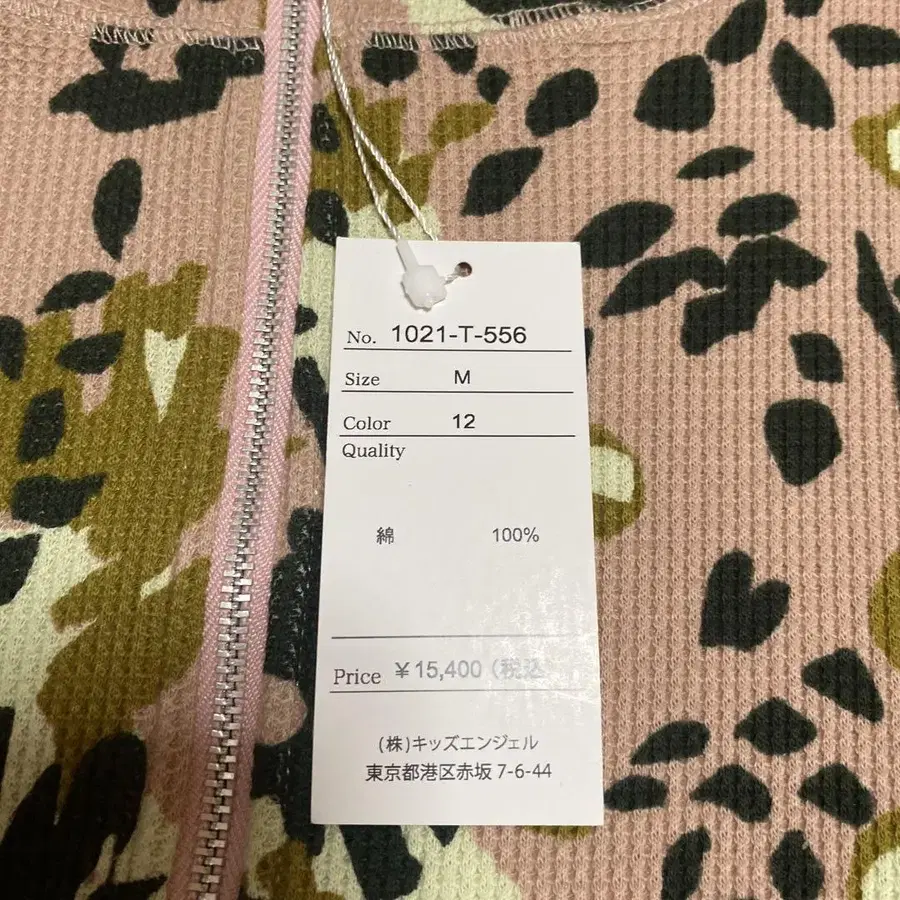 No. 1021-T-556
Size M
Color 12
Quality
綿 100%
Price ¥15,400 (税込
(株)キッズエンジェル
東京都港区赤坂 7-6-44